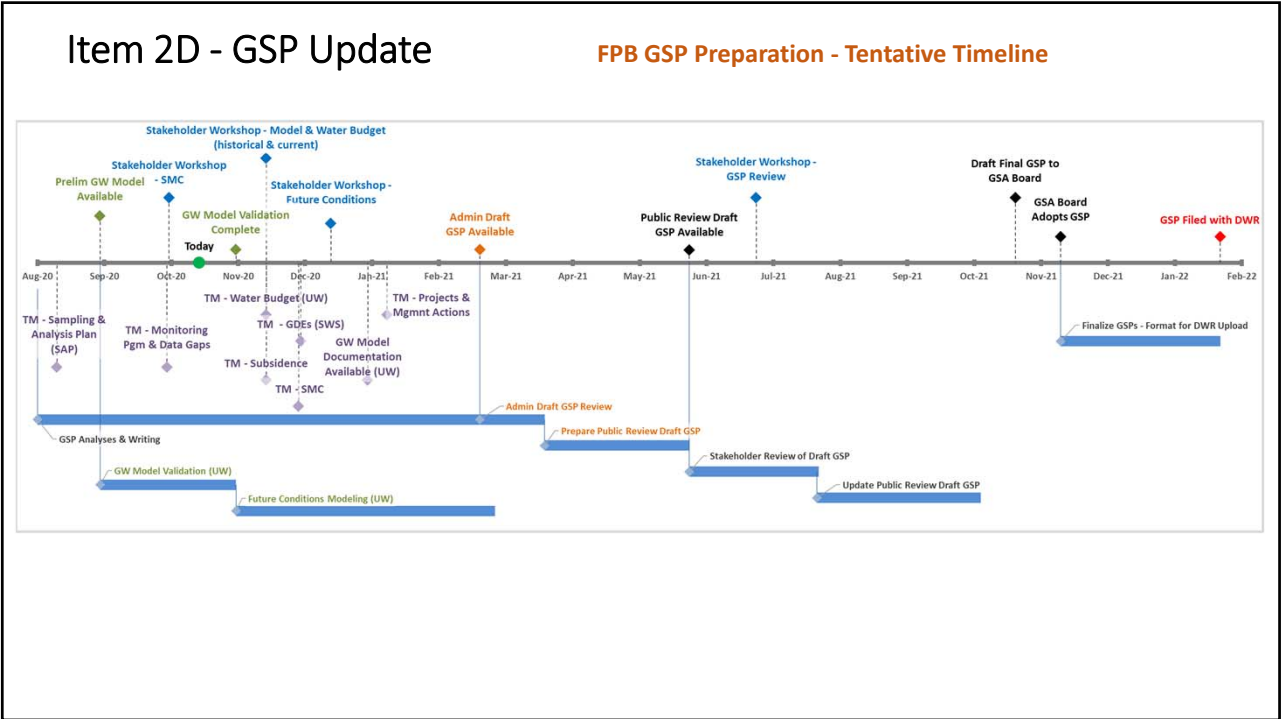 Item 2D - GSP Update
FPB GSP Preparation - Tentative Timeline
Stakeholder Workshop - Model & Water Budget
(historical & current)
Stakeholder Workshop
- SMC
Prelim GW Model
Available
Stakeholder Workshop -
Future Conditions
GW Model Validation
Complete
Today
Admin Draft
GSP Available
Public Review Draft
GSP Available
Stakeholder Workshop -
GSP Review
Draft Final GSP to
GSA Board
GSA Board
Adopts GSP
GSP Filed with DWR
Aug-20 Sep-20 Oct-20 Nov-20 Dec-20 Jan-21 Feb-21 Mar-21 Apr-21 May-21 Jun-21 Jul-21 Aug-21 Sep-21 Oct-21 Nov-21 Dec-21 Jan-22 Feb-22
TM - Sampling &
Analysis Plan
(SAP)
TM - Monitoring
Pgm & Data Gaps
TM - Water Budget (UW)
TM - GDEs (SWS)
TM - Subsidence
TM - SMC
GW Model
Documentation
Available (UW)
TM - Projects &
Mgmnt Actions
Finalize GSPs - Format for DWR Upload
Admin Draft GSP Review
GSP Analyses & Writing
Prepare Public Review Draft GSP
Stakeholder Review of Draft GSP
GW Model Validation (UW)
Update Public Review Draft GSP
Future Conditions Modeling (UW)